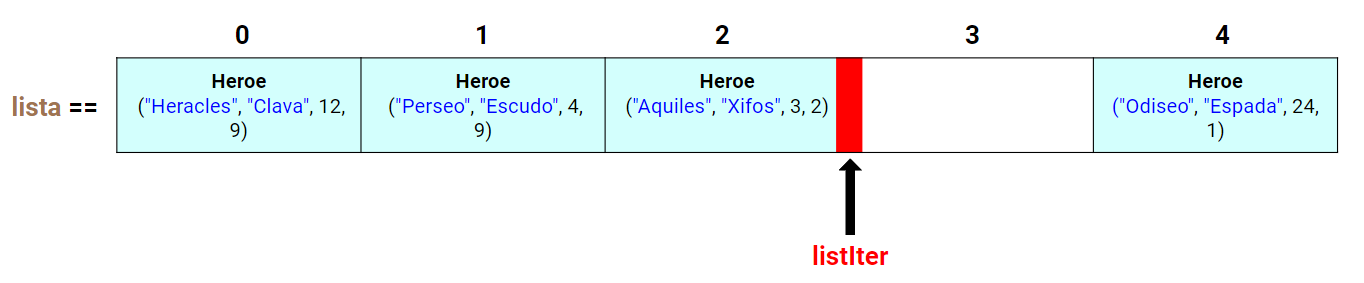 0 1 2 3 4
lista ==
Heroe
("Heracles", "Clava", 12,
9)
Heroe
("Perseo", "Escudo", 4,
9)
Heroe
("Aquiles", "Xifos", 3, 2)
Heroe
("Odiseo", "Espada", 24,
1)
listIter